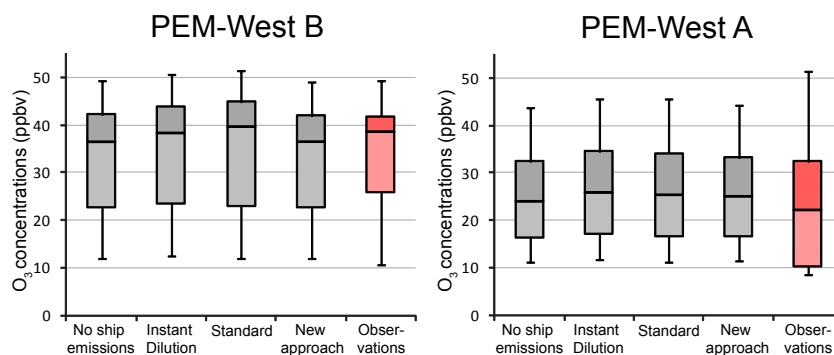 PEM-West B
O3 concentrations (ppbv)
50
40
30
20
10
0
No ship
emissions
Instant
Dilution
Standard
New
approach
Obser-
vations
PEM-West A
O3 concentrations (ppbv)
50
40
30
20
10
0
No ship
emissions
Instant
Dilution
Standard
New
approach
Obser-
vations